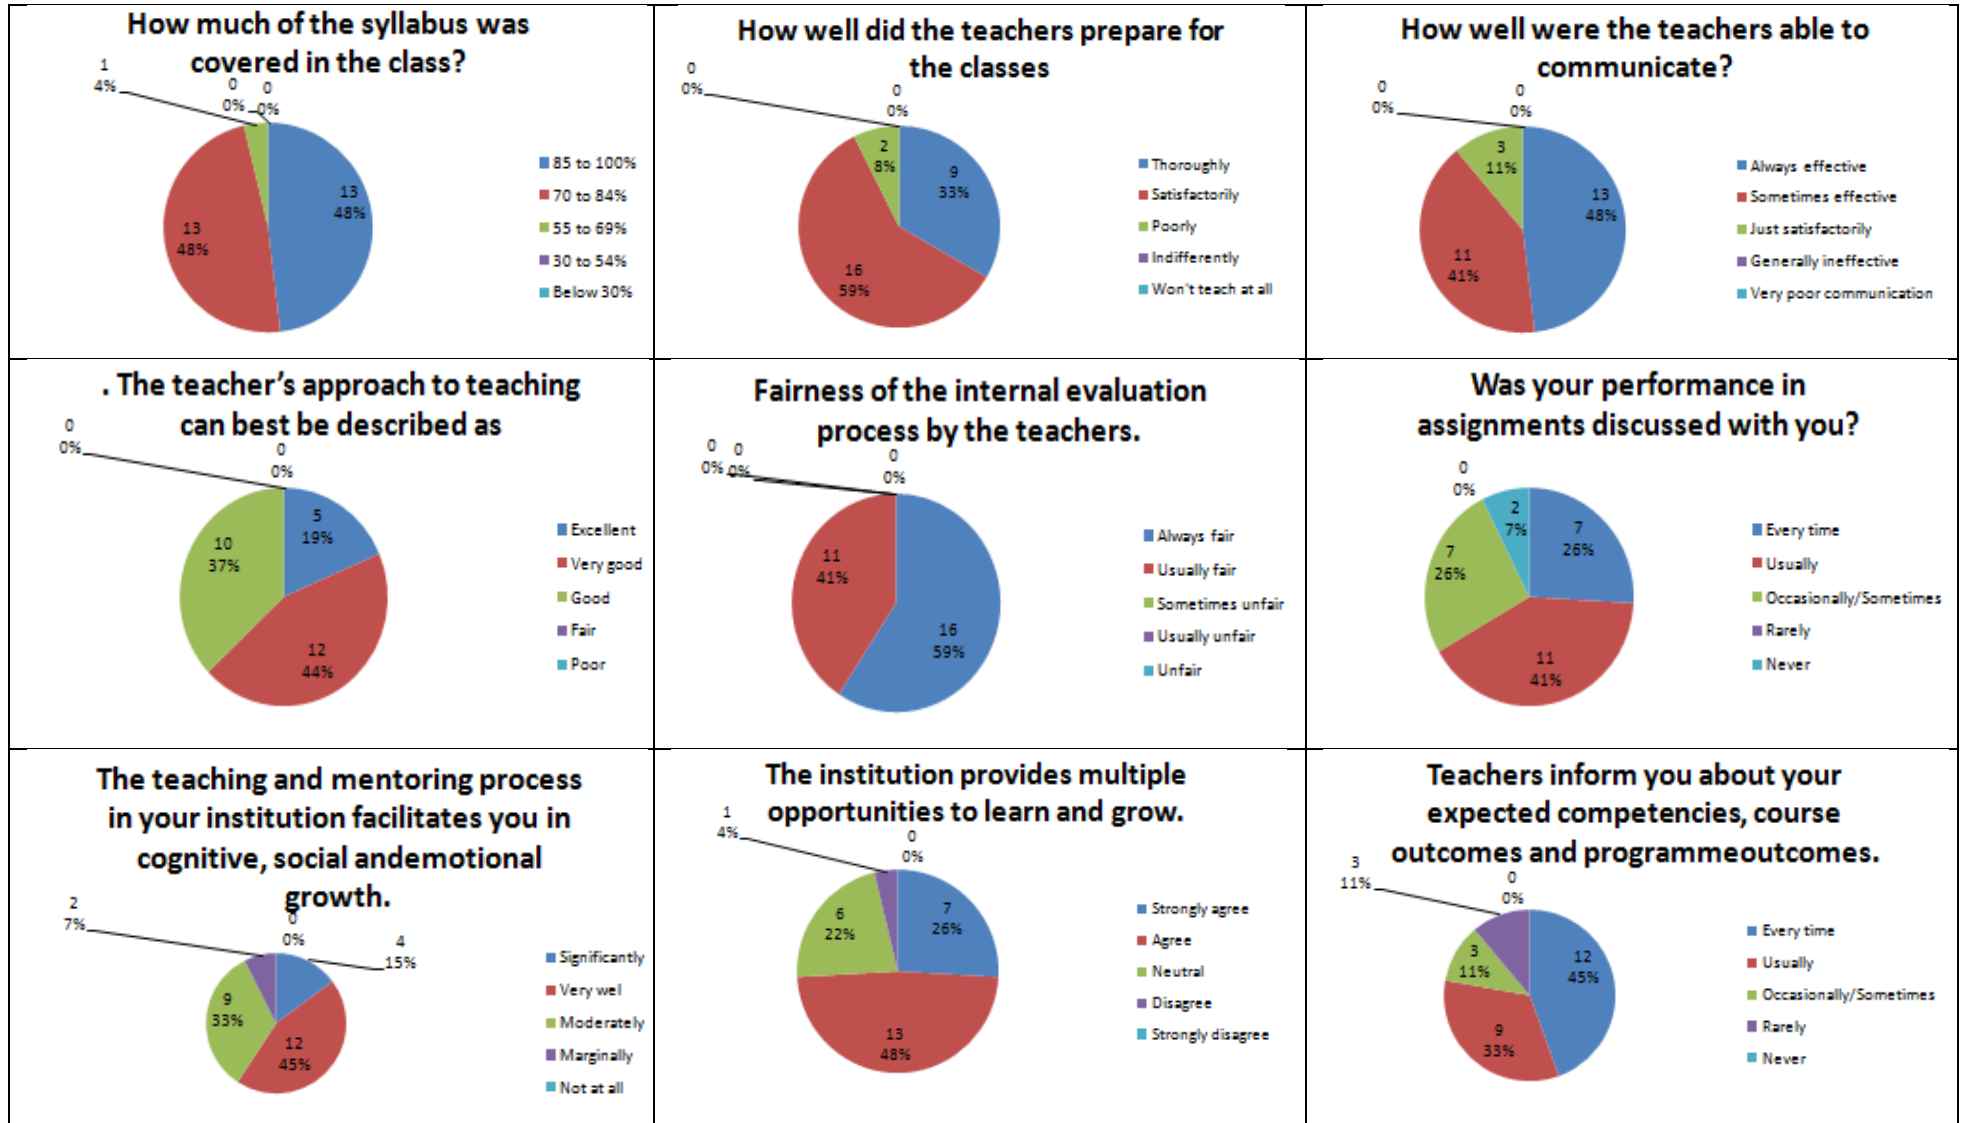 How much of the syllabus was
covered in the class?
1
4%
0
0%
0
0%
13
48%
13
48%
85 to 100%
70 to 84%
55 to 69%
30 to 54%
Below 30%
How well did the teachers prepare for
the classes
0
0%
0
0%
2
8%
9
33%
16
59%
Thoroughly
Satisfactorily
Poorly
Indifferently
Won't teach at all
How well were the teachers able to
communicate?
0
0%
0
0%
3
11%
13
48%
11
41%
Always effective
Sometimes effective
Just satisfactorily
Generally ineffective
Very poor communication
. The teacher’s approach to teaching
can best be described as
0
0%
0
0%
5
19%
10
37%
12
44%
Excellent
Very good
Good
Fair
Poor
Fairness of the internal evaluation
process by the teachers.
0
0%
0
0%
0
0%
11
41%
16
59%
Always fair
Usually fair
Sometimes unfair
Usually unfair
Unfair
Was your performance in
assignments discussed with you?
0
0%
2
7%
7
26%
7
26%
11
41%
Every time
Usually
Occasionally/Sometimes
Rarely
Never
The teaching and mentoring process
in your institution facilitates you in
cognitive, social andemotional
growth.
2
7%
0
0%
4
15%
9
33%
12
45%
Significantly
Very wel
Moderately
Marginally
Not at all
The institution provides multiple
opportunities to learn and grow.
1
4%
0
0%
6
22%
7
26%
13
48%
Strongly agree
Agree
Neutral
Disagree
Strongly disagree
Teachers inform you about your
expected competencies, course
outcomes and programmeoutcomes.
3
11%
0
0%
3
11%
12
45%
9
33%
Every time
Usually
Occasionally/Sometimes
Rarely
Never